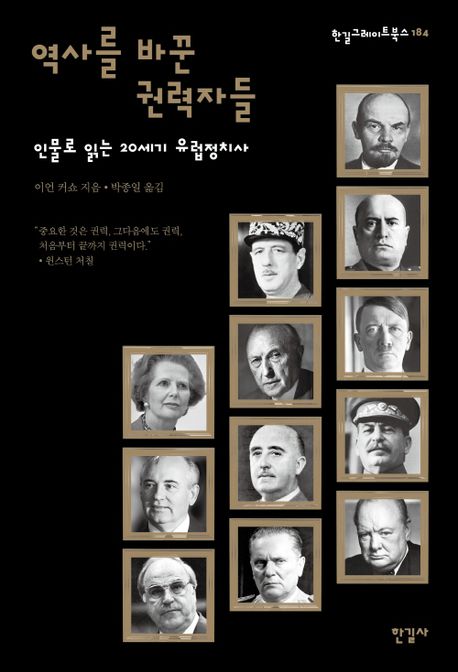 한길그레이트북스 184
역사를 바꾼
권력자들
인물로 읽는 20세기 유럽정치사
이언 커쇼 지음 • 박종일 옮김
“중요한 것은 권력, 그다음에도 권력,
처음부터 끝까지 권력이다.”
• 윈스턴 처칠
한길사